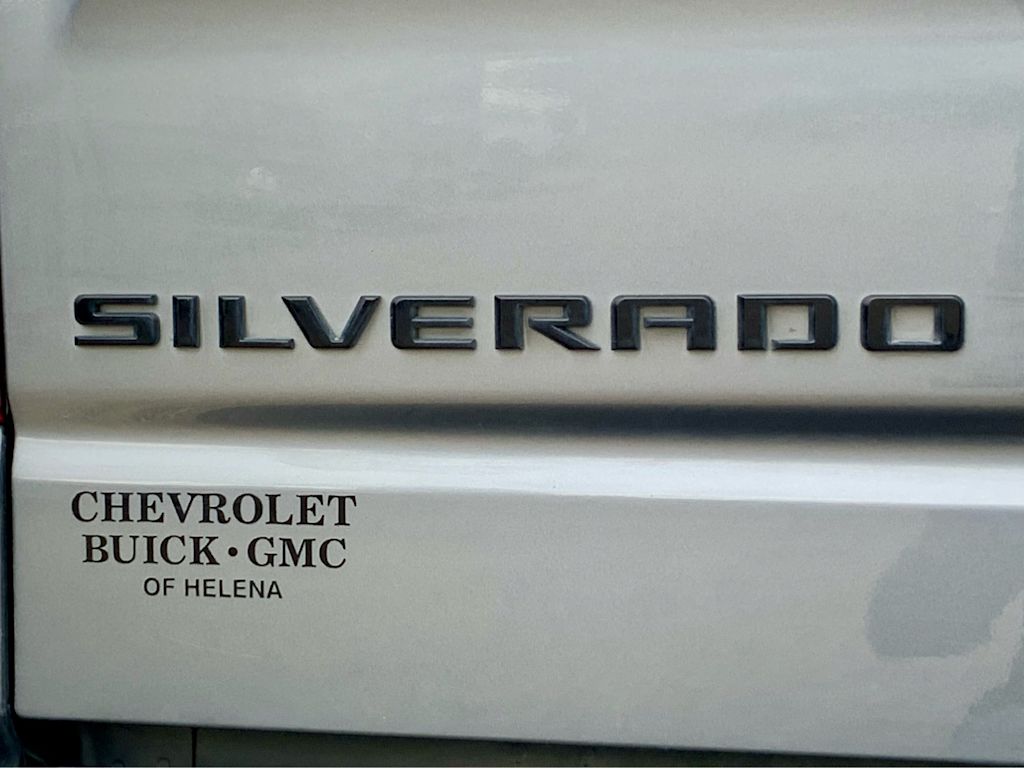 SILVERADO
CHEVROLET
BUICK • GMC
OF HELENA